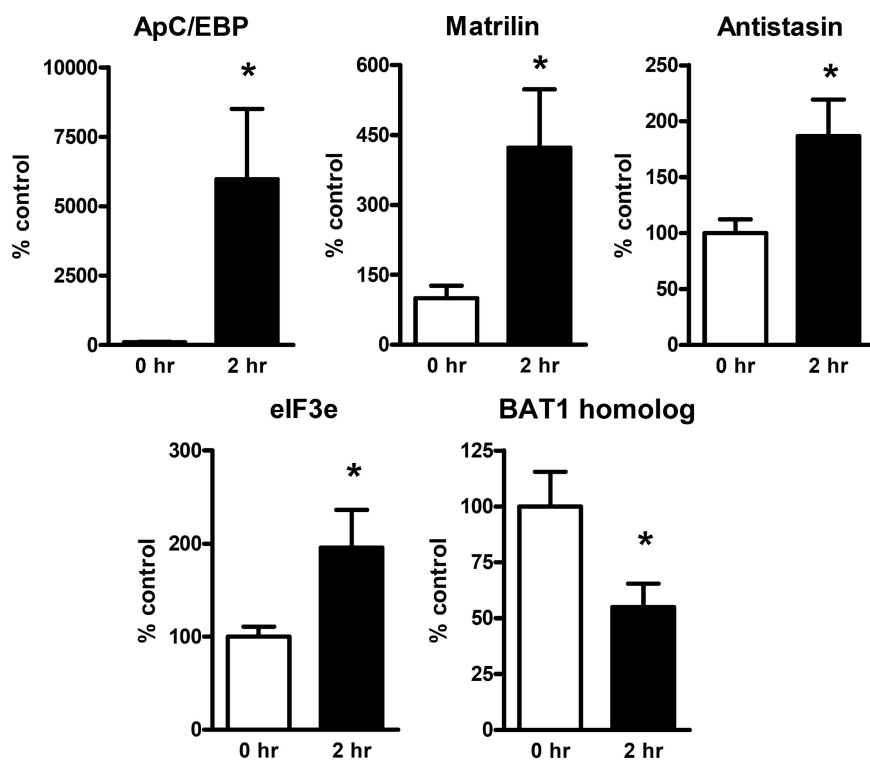 ApC/EBP
% control
10000
7500
5000
2500
0
*
0 hr 2 hr
Matrilin
% control
600
450
300
150
0
*
0 hr 2 hr
Antistasin
% control
250
200
150
100
50
0
*
0 hr 2 hr
eIF3e
% control
300
200
100
0
*
0 hr 2 hr
BAT1 homolog
% control
125
100
75
50
25
0
*
0 hr 2 hr